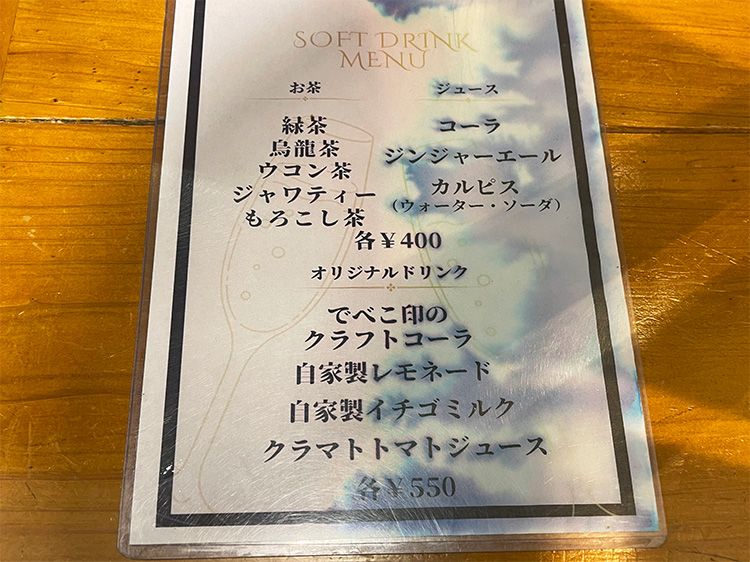 SOFT DRINK
MENU
お茶
緑茶
烏龍茶
ウコン茶
ジャワティー
もろこし茶
ジュース
コーラ
ジンジャーエール
カルピス
（ウォーター・ソーダ）
各￥400
オリジナルドリンク
でべこ印の
クラフトコーラ
自家製レモネード
自家製イチゴミルク
クラマトトマトジュース
各￥550